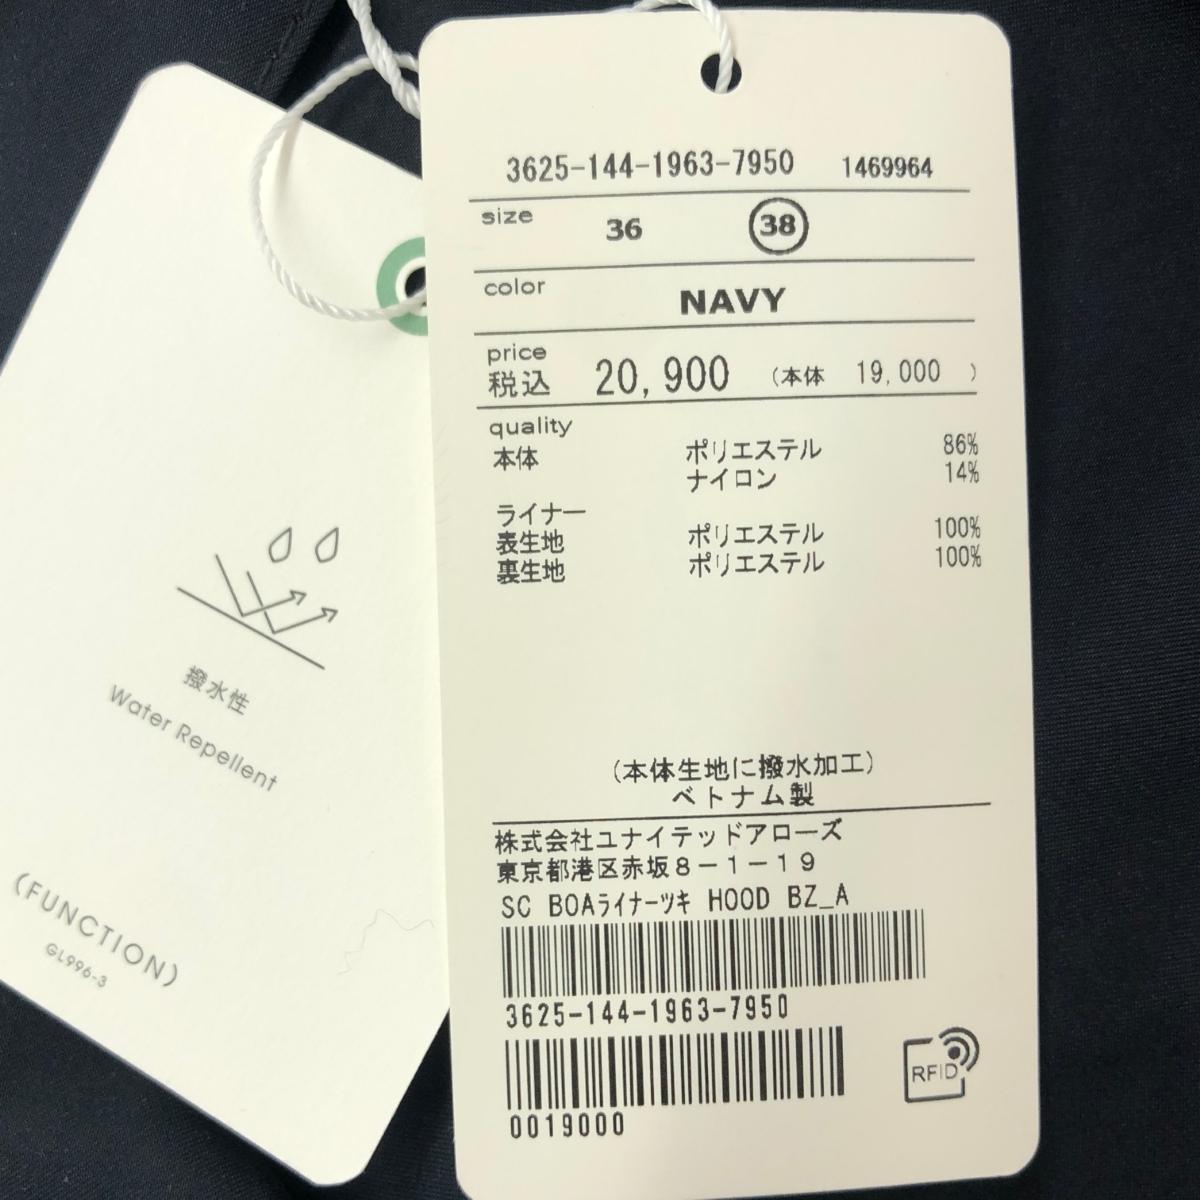 撥水性
Water Repellent
(FUNCTION)
GL996-3
3625-144-1963-7950 1469964
size 36 38
color NAVY
price
税込 20,900 (本体 19,000 )
quality
本体 ポリエステル 86%
ナイロン 14%
ライナー
表生地 ポリエステル 100%
裏生地 ポリエステル 100%
(本体生地に撥水加工)
ベトナム製
株式会社ユナイテッドアローズ
東京都港区赤坂8-1-19
SC BOAライナーツキ HOOD BZ_A
3625-144-1963-7950
RFID
0019000